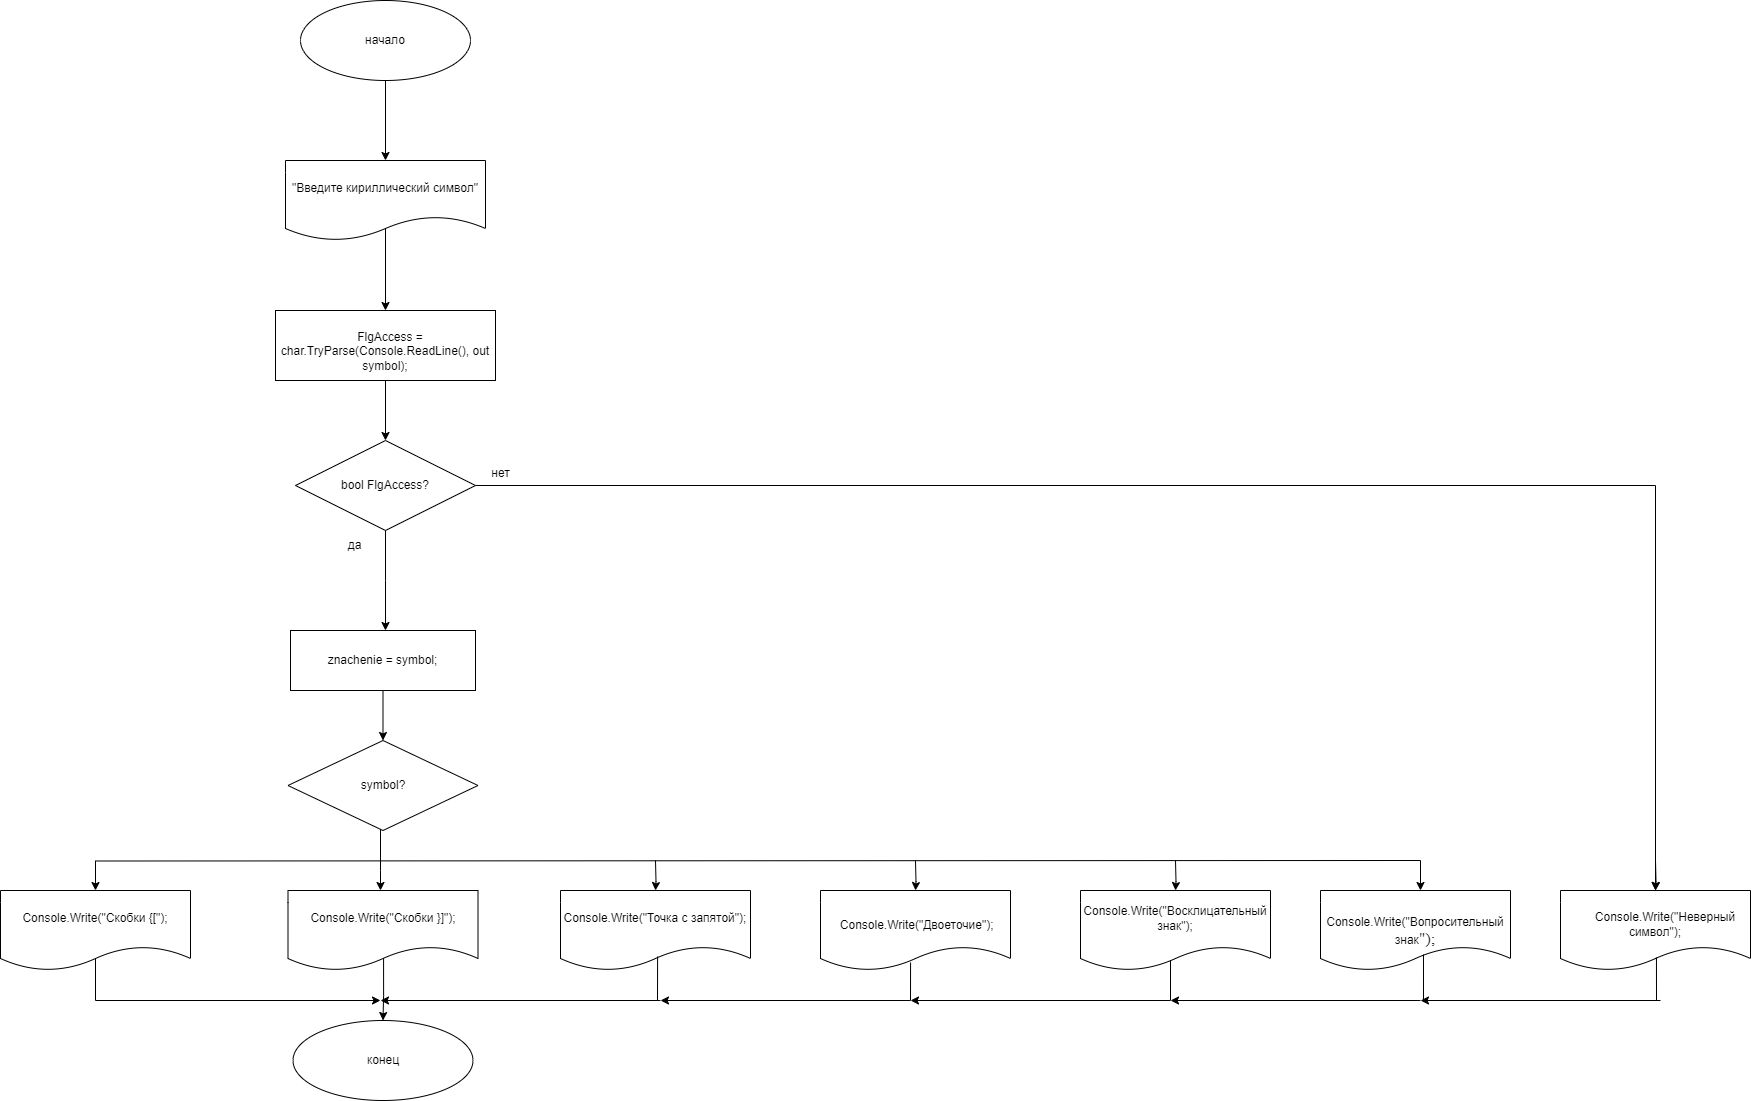 начало
"Введите кириллический символ"
FlgAccess =
char.TryParse(Console.ReadLine(), out
symbol);
bool FlgAccess?
нет
да
znachenie = symbol;
symbol?
Console.Write("Скобки {[");
Console.Write("Скобки }]");
Console.Write("Точка с запятой");
Console.Write("Двоеточие");
Console.Write("Восклицательный
знак");
Console.Write("Вопросительный
знак");
Console.Write("Неверный
символ");
конец